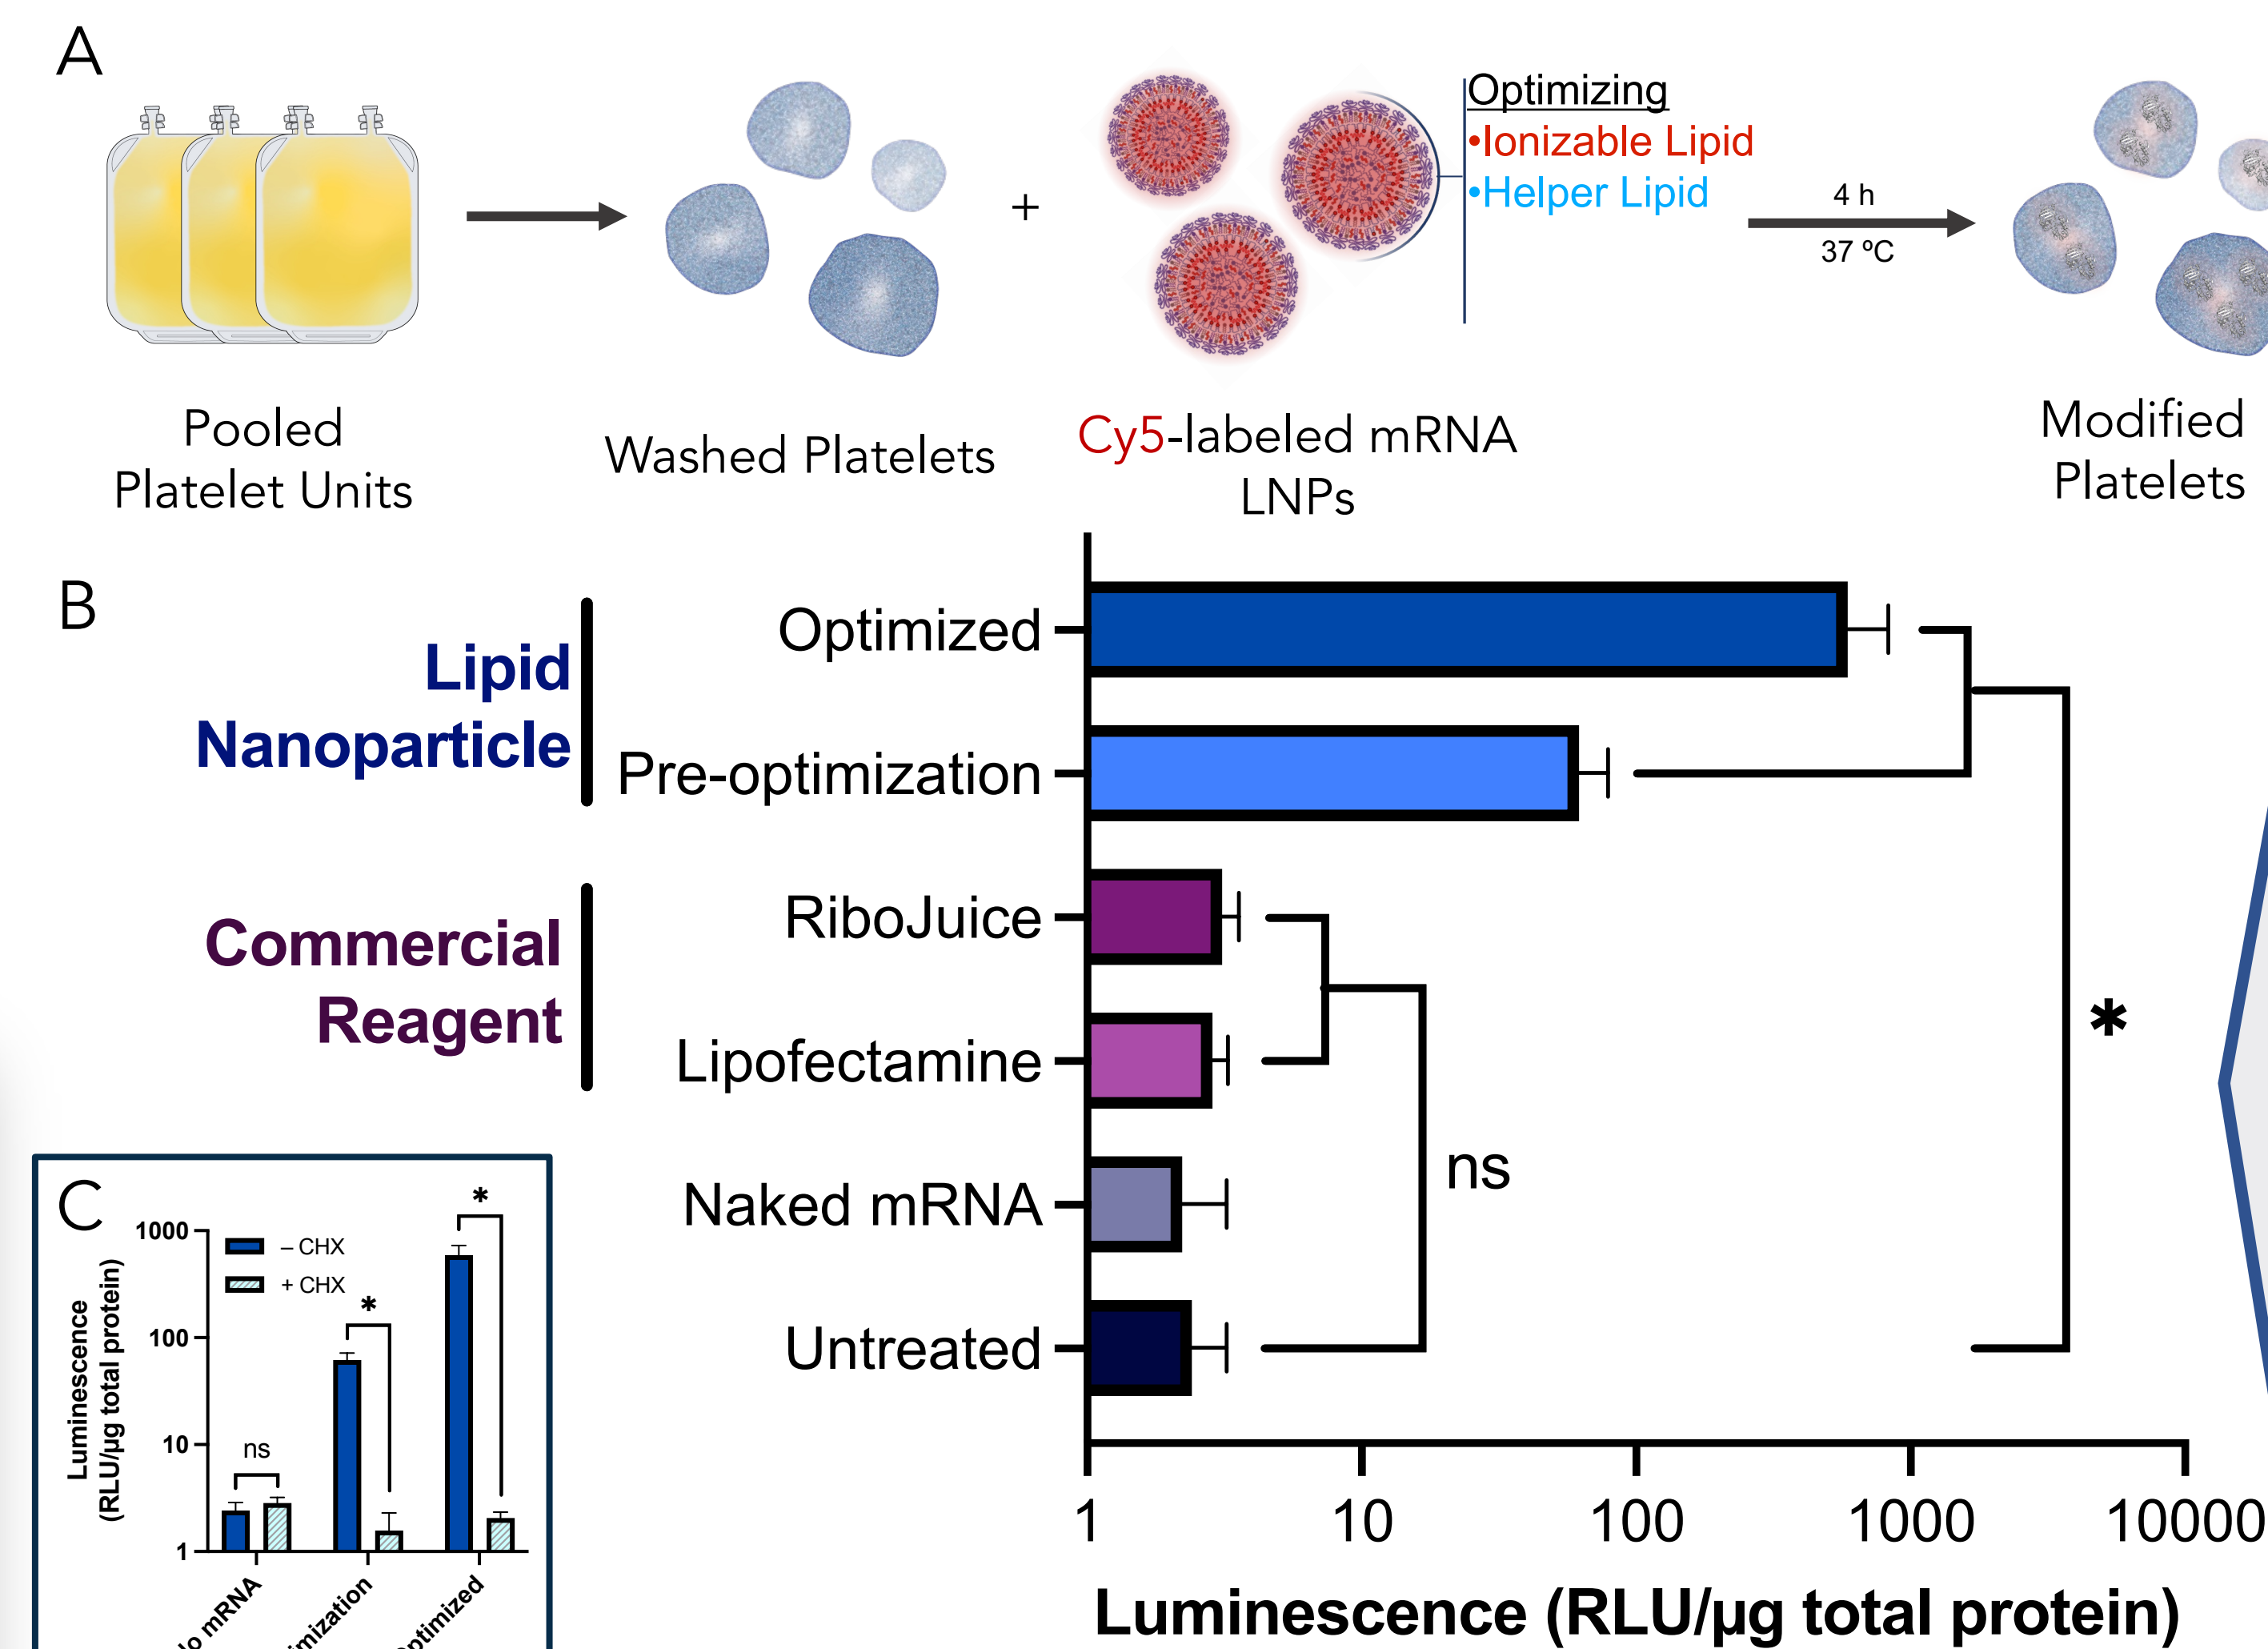 A
Optimizing
•Ionizable Lipid
•Helper Lipid
+
4 h
37 ºC
Pooled
Platelet Units
Washed Platelets
Cy5-labeled mRNA
LNPs
Modified
Platelets
B
Lipid
Nanoparticle
Commercial
Reagent
Optimized
Pre-optimization
RiboJuice
Lipofectamine
Naked mRNA
Untreated
ns
*
1 10 100 1000 10000
Luminescence (RLU/µg total protein)
C
Luminescence
(RLU/µg total protein)
1000
100
10
1
– CHX
+ CHX
ns
*
*
mRNA